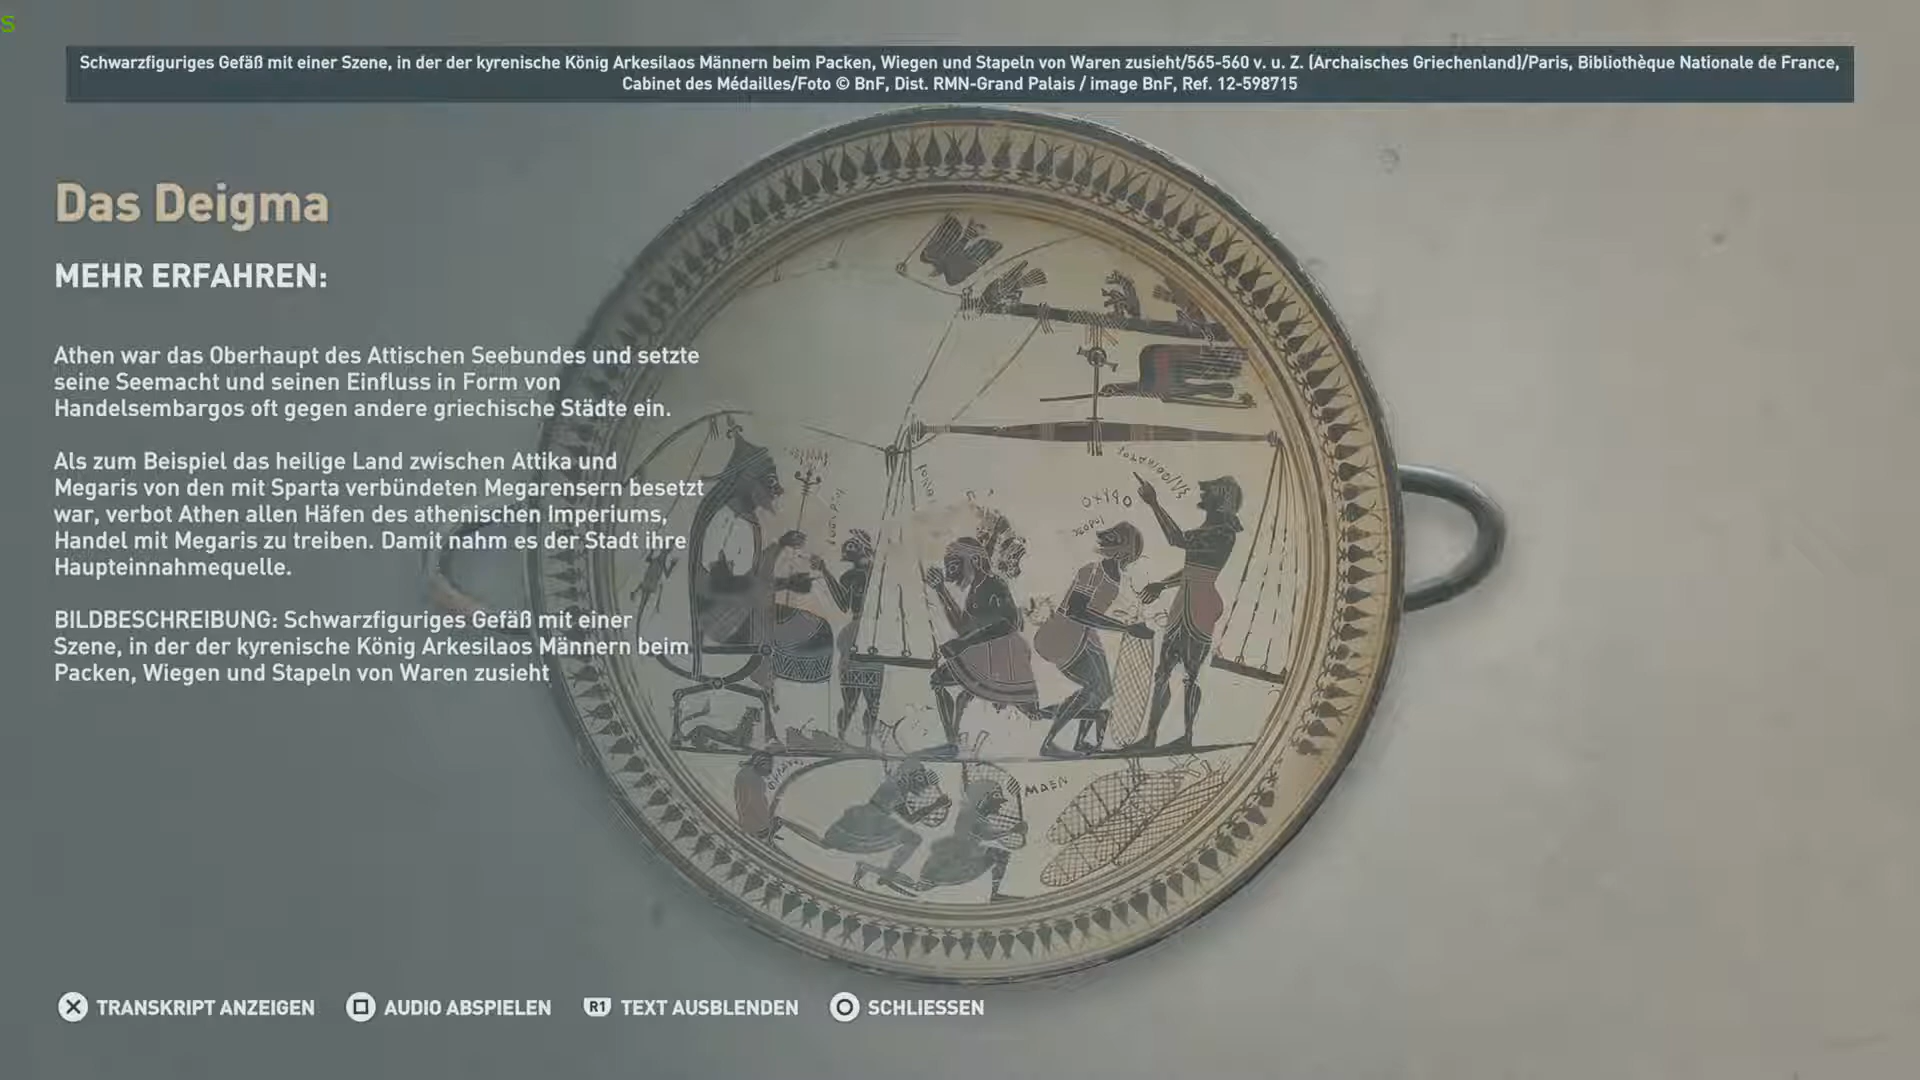 S
Schwarzfiguriges Gefäß mit einer Szene, in der der kyrenische König Arkesilaos Männern beim Packen, Wiegen und Stapeln von Waren zusieht/565-560 v. u. Z. (Archaisches Griechenland)/Paris, Bibliothèque Nationale de France,
Cabinet des Médailles/Foto © BnF, Dist. RMN-Grand Palais / image BnF, Ref. 12-598715
Das Deigma
MEHR ERFAHREN:
Athen war das Oberhaupt des Attischen Seebundes und setzte
seine Seemacht und seinen Einfluss in Form von
Handelsembargos oft gegen andere griechische Städte ein.
Als zum Beispiel das heilige Land zwischen Attika und
Megaris von den mit Sparta verbündeten Megarensern besetzt
war, verbot Athen allen Häfen des athenischen Imperiums,
Handel mit Megaris zu treiben. Damit nahm es der Stadt ihre
Haupteinnahmequelle.
BILDBESCHREIBUNG: Schwarzfiguriges Gefäß mit einer
Szene, in der der kyrenische König Arkesilaos Männern beim
Packen, Wiegen und Stapeln von Waren zusieht
TRANSKRIPT ANZEIGEN AUDIO ABSPIELEN R1 TEXT AUSBLENDEN SCHLIESSEN